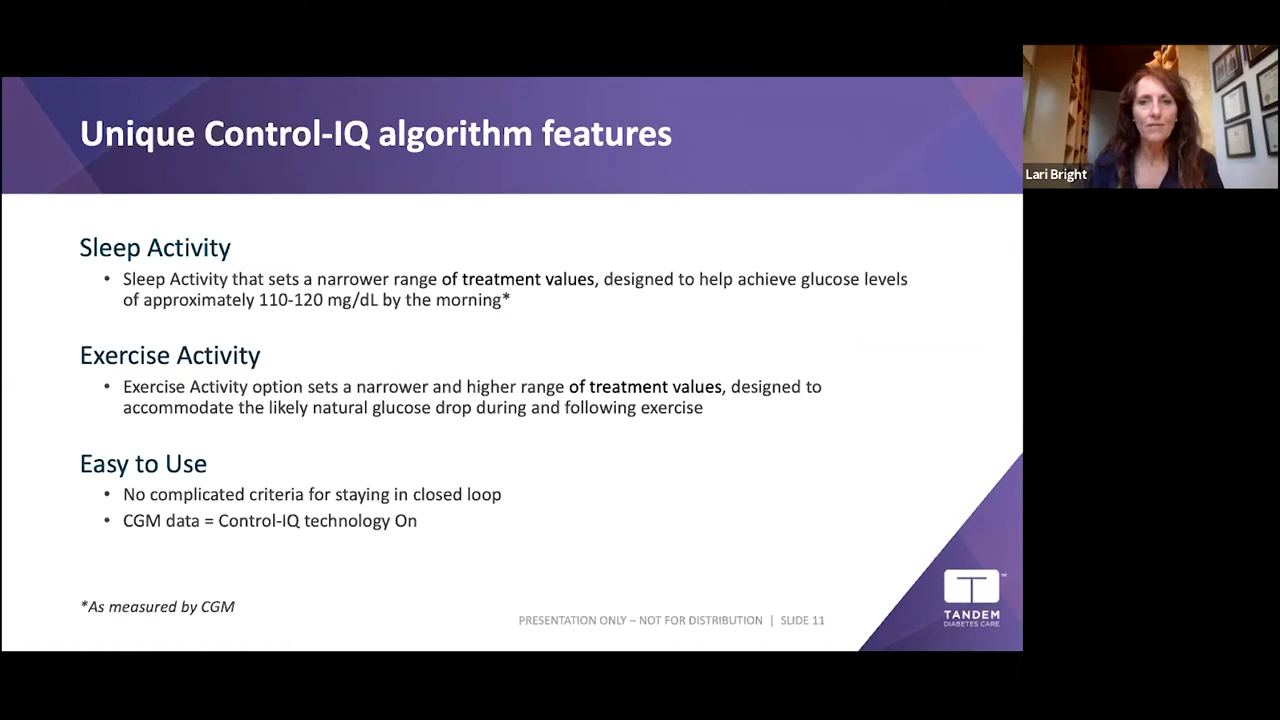 Unique Control-IQ algorithm features
Lari Bright
Sleep Activity
• Sleep Activity that sets a narrower range of treatment values, designed to help achieve glucose levels
of approximately 110-120 mg/dL by the morning*
Exercise Activity
• Exercise Activity option sets a narrower and higher range of treatment values, designed to
accommodate the likely natural glucose drop during and following exercise
Easy to Use
• No complicated criteria for staying in closed loop
• CGM data = Control-IQ technology On
*As measured by CGM
PRESENTATION ONLY – NOT FOR DISTRIBUTION | SLIDE 11
T™
TANDEM
DIABETES CARE